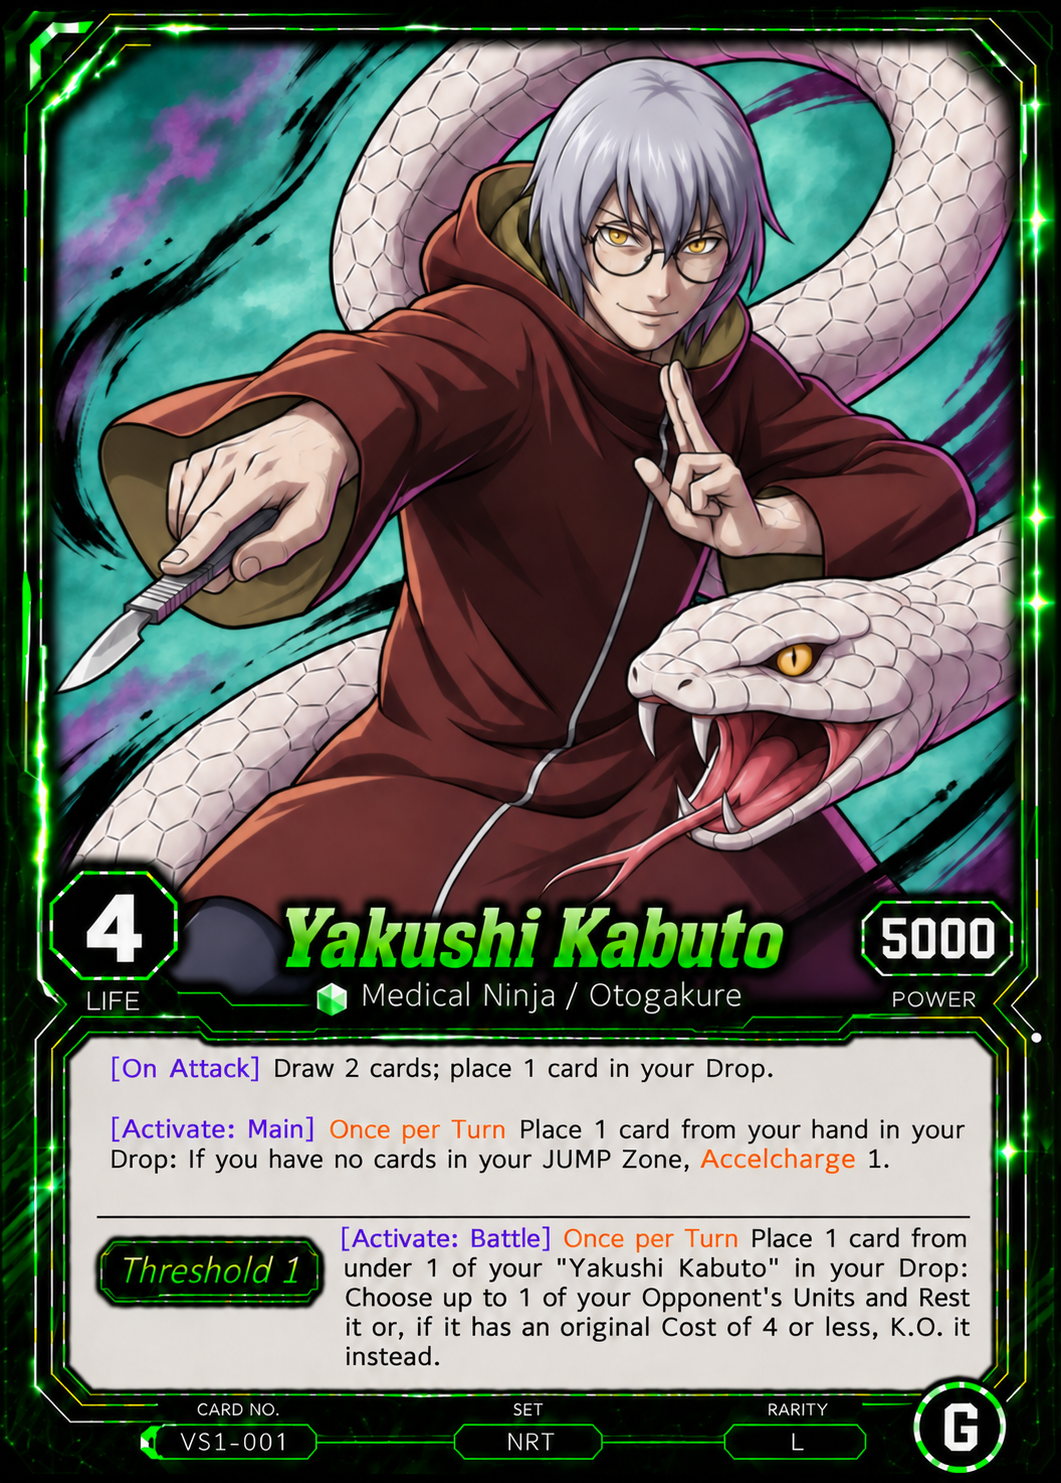 4
LIFE
Yakushi Kabuto
Medical Ninja / Otogakure
5000
POWER
[On Attack] Draw 2 cards; place 1 card in your Drop.
[Activate: Main] Once per Turn Place 1 card from your hand in your
Drop: If you have no cards in your JUMP Zone, Accelcharge 1.
Threshold 1
[Activate: Battle] Once per Turn Place 1 card from
under 1 of your "Yakushi Kabuto" in your Drop:
Choose up to 1 of your Opponent's Units and Rest
it or, if it has an original Cost of 4 or less, K.O. it
instead.
CARD NO.
VS1-001
SET
NRT
RARITY
L
G